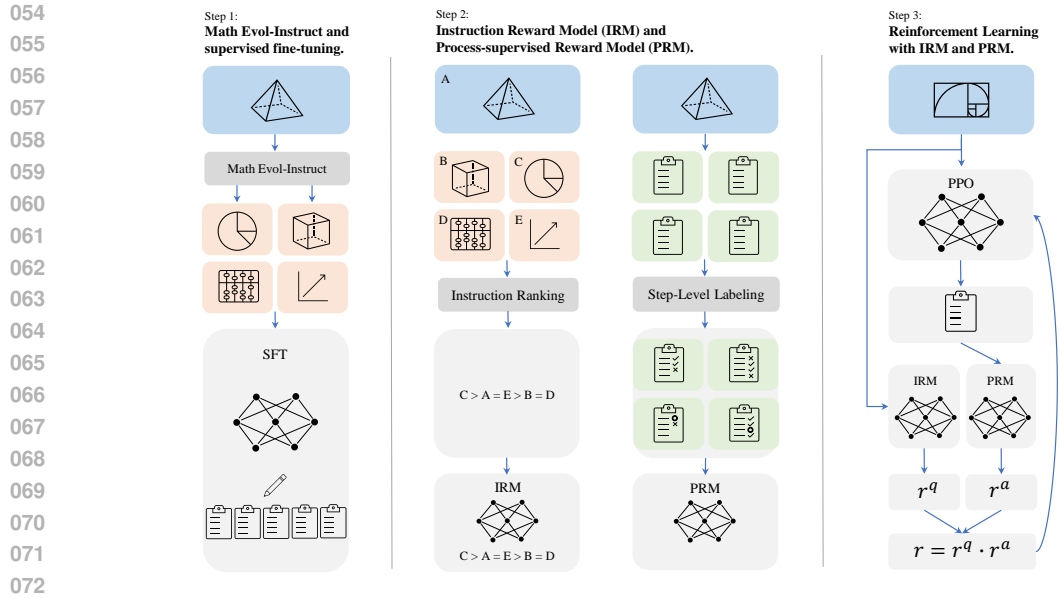 054
055
056
057
058
059
060
061
062
063
064
065
066
067
068
069
070
071
072
Step 1:
Math Evol-Instruct and
supervised fine-tuning.
Math Evol-Instruct
SFT
Step 2:
Instruction Reward Model (IRM) and
Process-supervised Reward Model (PRM).
A
B
C
D
E
Instruction Ranking
C > A = E > B = D
IRM
C > A = E > B = D
Step-Level Labeling
PRM
Step 3:
Reinforcement Learning
with IRM and PRM.
PPO
IRM
PRM
r^q
r^a
r = r^q · r^a